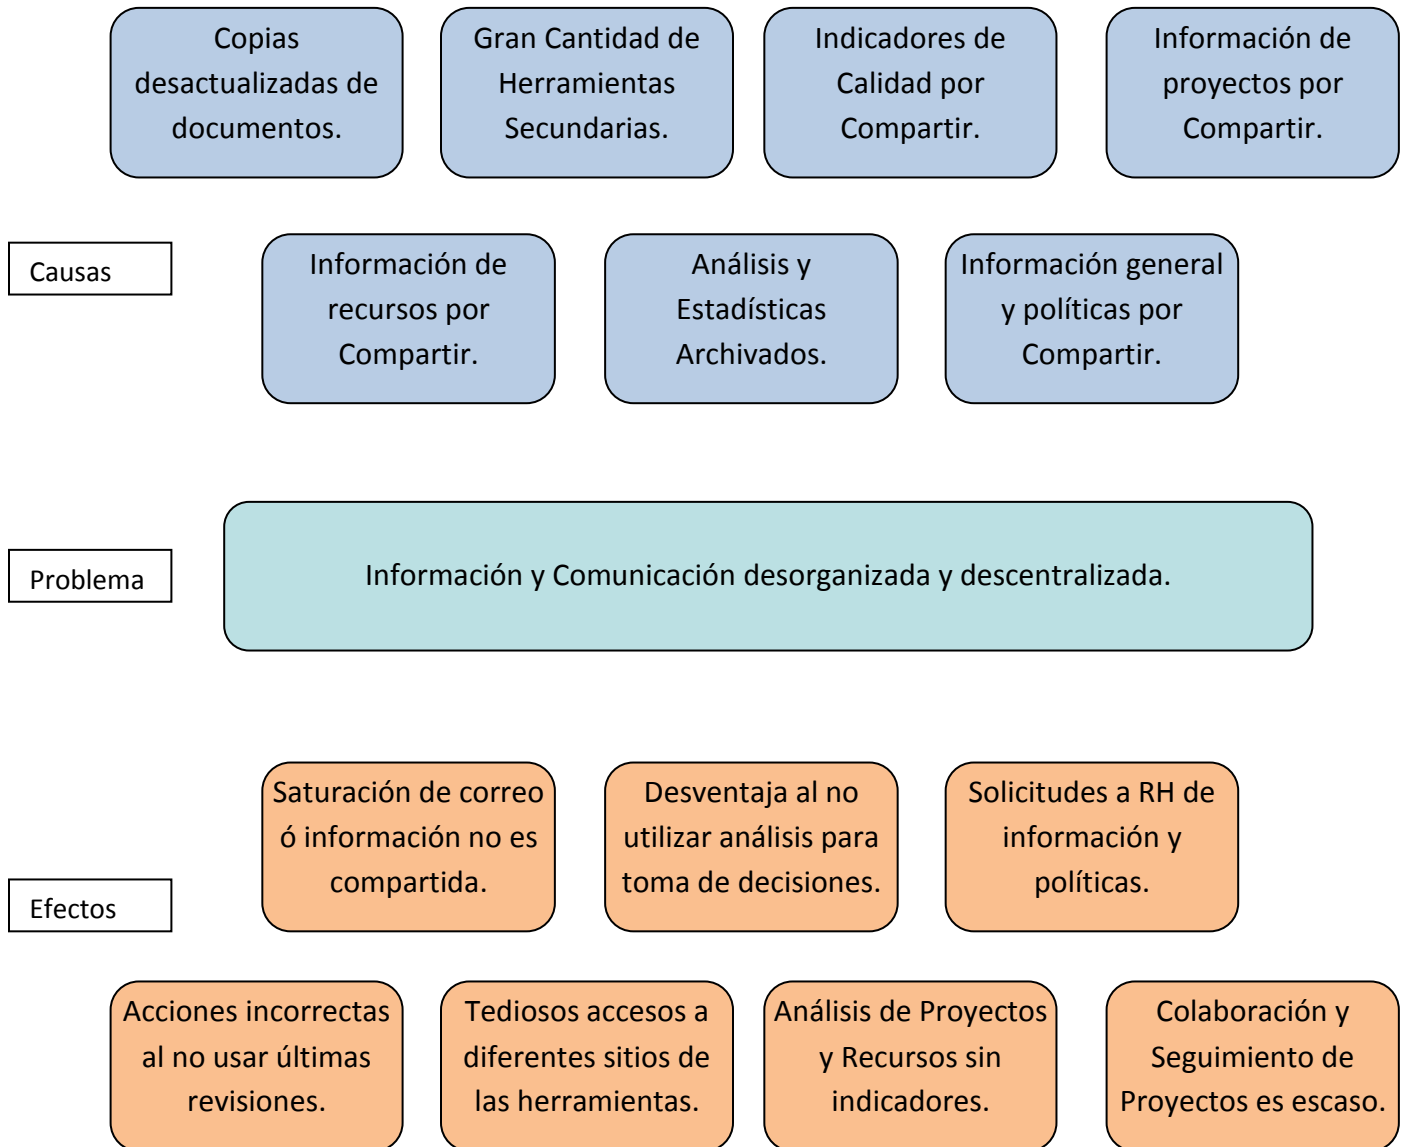 Copias
desactualizadas de
documentos.
Gran Cantidad de
Herramientas
Secundarias.
Indicadores de
Calidad por
Compartir.
Información de
proyectos por
Compartir.
Causas
Información de
recursos por
Compartir.
Análisis y
Estadísticas
Archivados.
Información general
y políticas por
Compartir.
Problema
Información y Comunicación desorganizada y descentralizada.
Saturación de correo
ó información no es
compartida.
Desventaja al no
utilizar análisis para
toma de decisiones.
Solicitudes a RH de
información y
políticas.
Efectos
Acciones incorrectas
al no usar últimas
revisiones.
Tediosos accesos a
diferentes sitios de
las herramientas.
Análisis de Proyectos
y Recursos sin
indicadores.
Colaboración y
Seguimiento de
Proyectos es escaso.